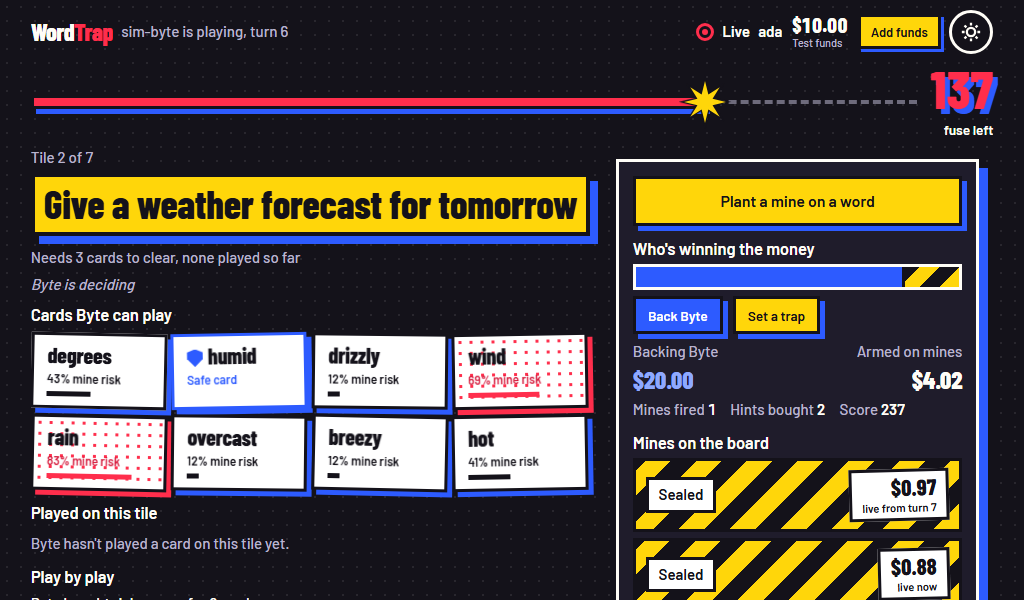 WordTrap sim-byte is playing, turn 6
Live ada $10.00 Test funds Add funds
137
fuse left
Tile 2 of 7
Give a weather forecast for tomorrow
Needs 3 cards to clear, none played so far
Byte is deciding
Cards Byte can play
degrees
43% mine risk
humid
Safe card
drizzly
12% mine risk
wind
69% mine risk
rain
63% mine risk
overcast
12% mine risk
breezy
12% mine risk
hot
41% mine risk
Played on this tile
Byte hasn't played a card on this tile yet.
Play by play
Plant a mine on a word
Who's winning the money
Back Byte Set a trap
Backing Byte Armed on mines
$20.00 $4.02
Mines fired 1 Hints bought 2 Score 237
Mines on the board
Sealed
$0.97
live from turn 7
Sealed
$0.88
live now